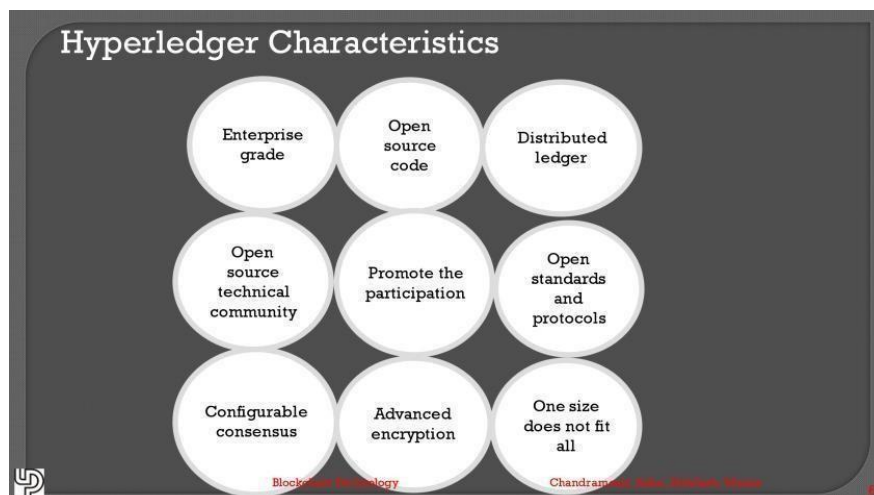 Hyperledger Characteristics
Enterprise
grade
Open
source
code
Distributed
ledger
Open
source
technical
community
Promote the
participation
Open
standards
and
protocols
Configurable
consensus
Advanced
encryption
One size
does not fit
all